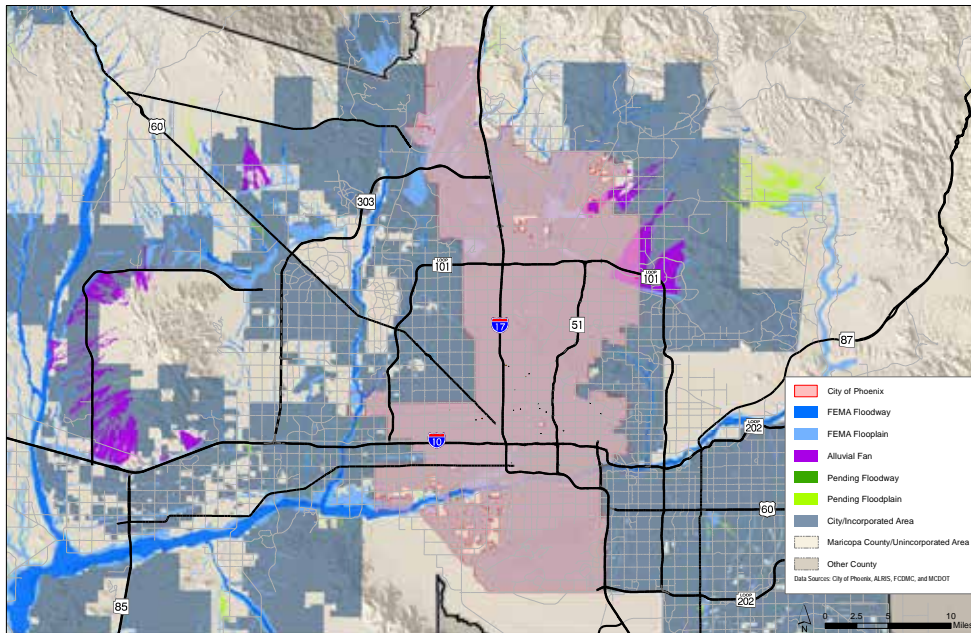 60
303
LOOP
101
LOOP
101
17
51
87
10
LOOP
202
60
85
LOOP
202
City of Phoenix
FEMA Floodway
FEMA Flooplain
Alluvial Fan
Pending Floodway
Pending Floodplain
City/Incorporated Area
Maricopa County/Unincorporated Area
Other County
Data Sources: City of Phoenix, ALRIS, FCDMC, and MCDOT
N
0 2.5 5 10
Miles